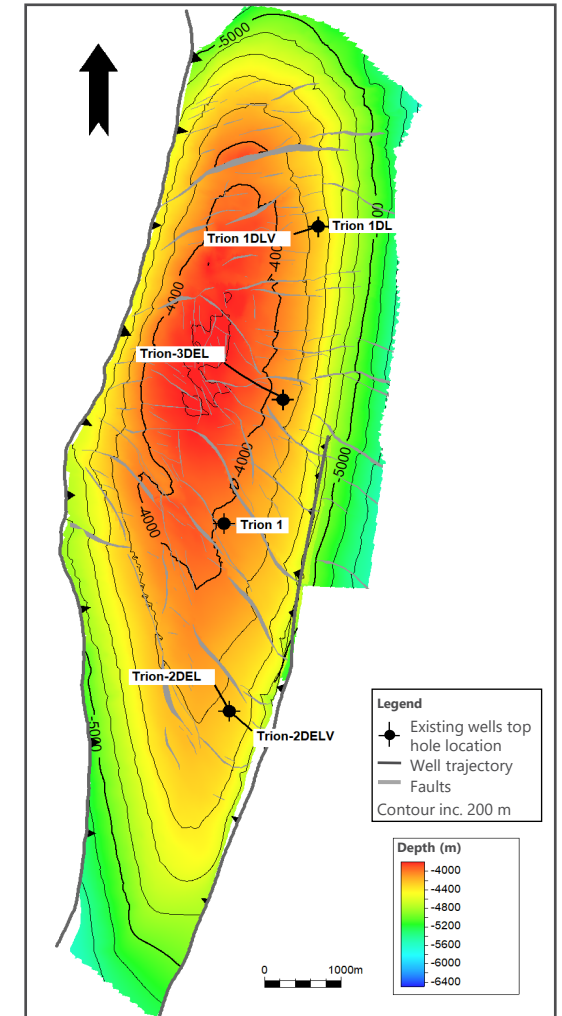 -5000
Trion 1DL
-5000
Trion 1DLV
-4000
-4000
Trion-3DEL
-4000
-5000
-4000
Trion 1
Trion-2DEL
-5000
Trion-2DELV
Legend
Existing wells top
hole location
Well trajectory
Faults
Contour inc. 200 m
Depth (m)
-4000
-4400
-4800
-5200
-5600
-6000
-6400
0 1000m